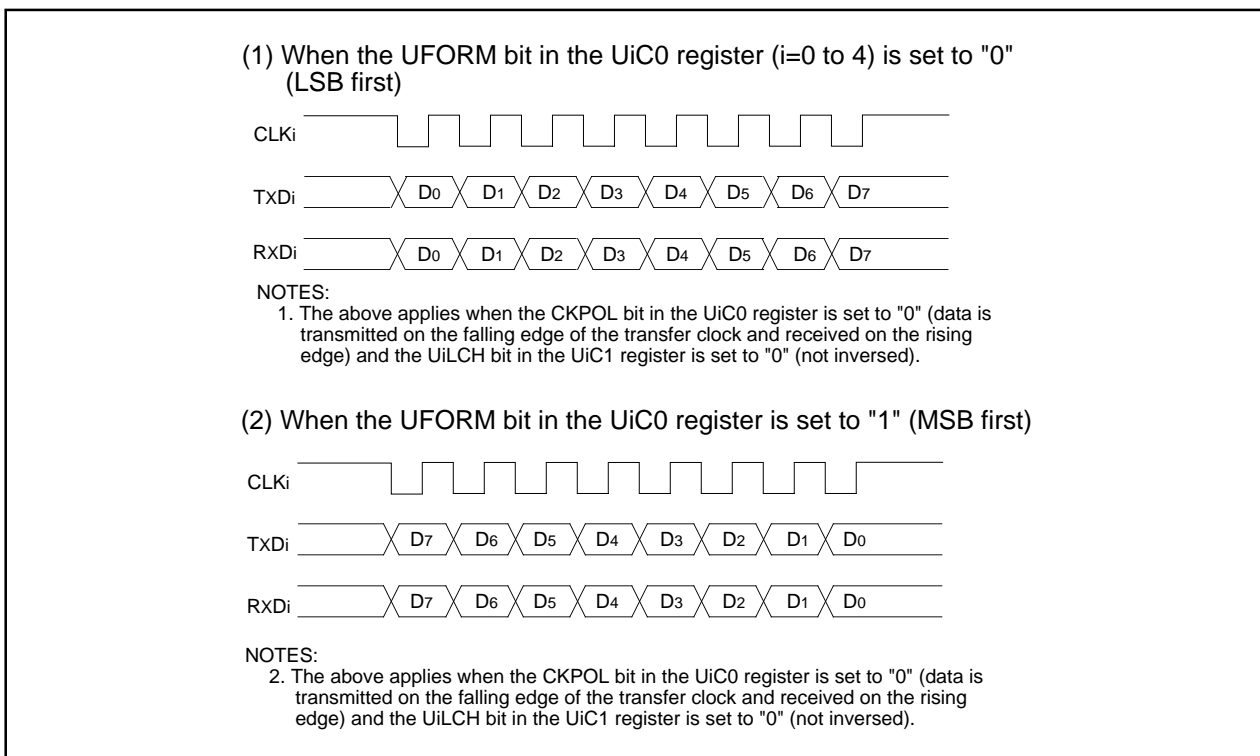 (1) When the UFORM bit in the UiC0 register (i=0 to 4) is set to "0"
(LSB first)
CLKi
TXDi D0 D1 D2 D3 D4 D5 D6 D7
RXDi D0 D1 D2 D3 D4 D5 D6 D7
NOTES:
1. The above applies when the CKPOL bit in the UiC0 register is set to "0" (data is
transmitted on the falling edge of the transfer clock and received on the rising
edge) and the UiLCH bit in the UiC1 register is set to "0" (not inversed).
(2) When the UFORM bit in the UiC0 register is set to "1" (MSB first)
CLKi
TXDi D7 D6 D5 D4 D3 D2 D1 D0
RXDi D7 D6 D5 D4 D3 D2 D1 D0
NOTES:
2. The above applies when the CKPOL bit in the UiC0 register is set to "0" (data is
transmitted on the falling edge of the transfer clock and received on the rising
edge) and the UiLCH bit in the UiC1 register is set to "0" (not inversed).